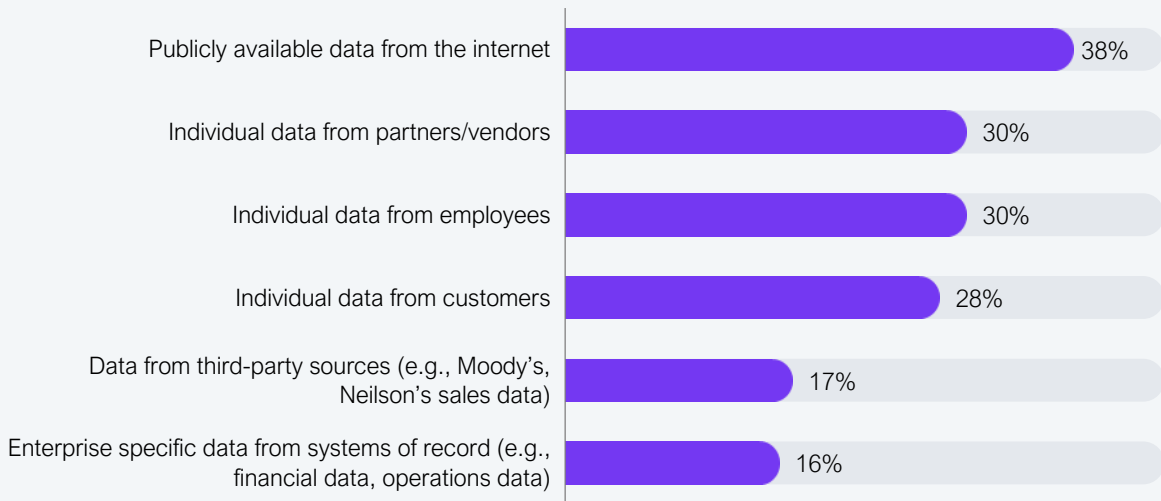 Publicly available data from the internet
38%
Individual data from partners/vendors
30%
Individual data from employees
30%
Individual data from customers
28%
Data from third-party sources (e.g., Moody's,
Neilson's sales data)
17%
Enterprise specific data from systems of record (e.g.,
financial data, operations data)
16%